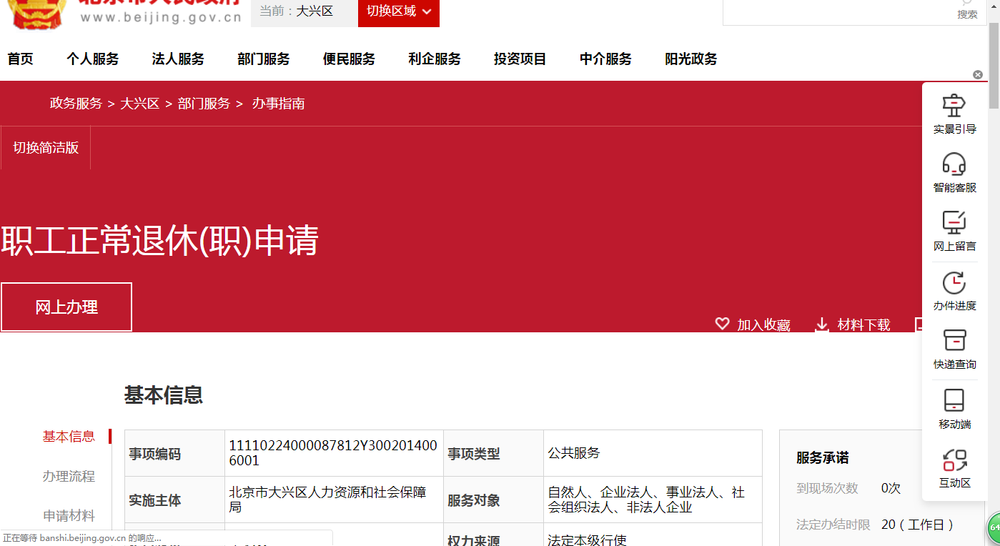 北京市人民政府
www.beijing.gov.cn
当前：大兴区
切换区域
搜索
首页 个人服务 法人服务 部门服务 便民服务 利企服务 投资项目 中介服务 阳光政务
政务服务 > 大兴区 > 部门服务 > 办事指南
切换简洁版
职工正常退休(职)申请
网上办理
加入收藏 材料下载
实景引导
智能客服
网上留言
办件进度
快递查询
移动端
互动区
基本信息
基本信息
办理流程
申请材料
事项编码
11110224000087812Y300201400
6001
事项类型
公共服务
实施主体
北京市大兴区人力资源和社会保障
局
服务对象
自然人、企业法人、事业法人、社
会组织法人、非法人企业
权力来源
法定本级行使
服务承诺
到现场次数 0次
法定办结时限 20（工作日）
正在等待 banshi.beijing.gov.cn 的响应...
64